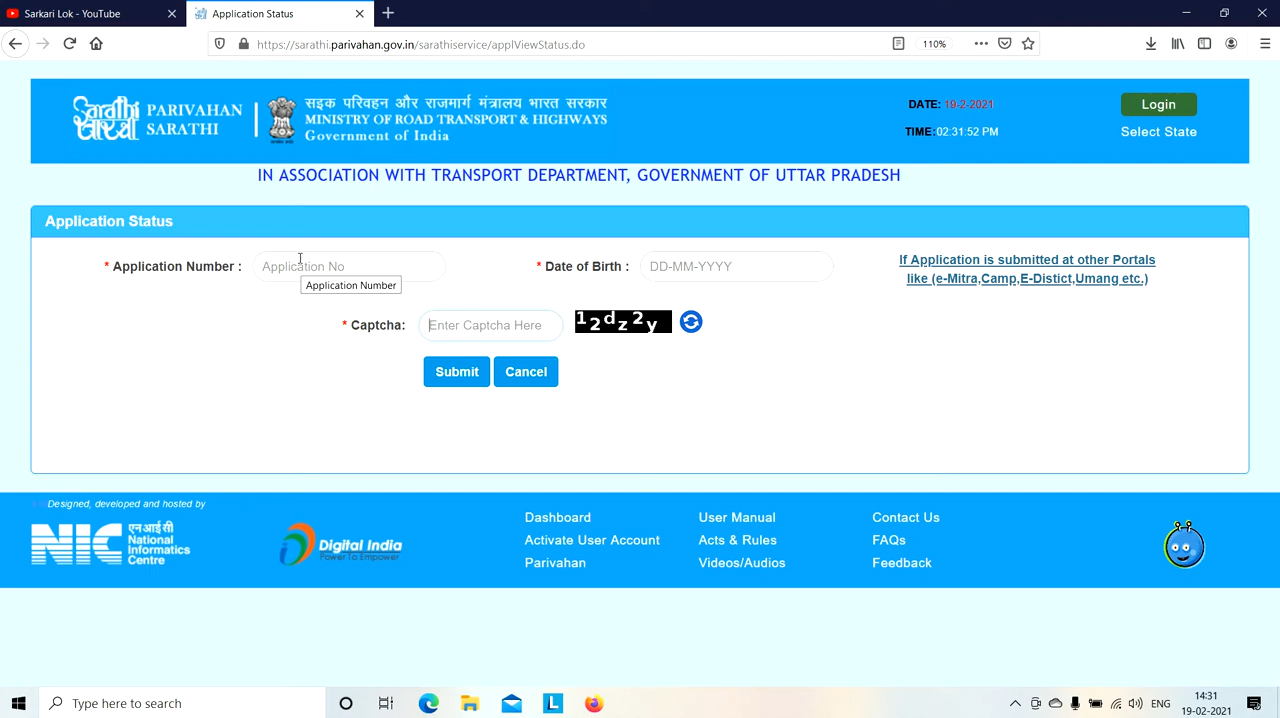 Sarkari Lok - YouTube
Application Status
https://sarathi.parivahan.gov.in/sarathiservice/applViewStatus.do
110%
Sarathi
सारथी
PARIVAHAN
SARATHI
सड़क परिवहन और राजमार्ग मंत्रालय भारत सरकार
MINISTRY OF ROAD TRANSPORT & HIGHWAYS
Government of India
DATE: 19-2-2021
TIME:02:31:52 PM
Login
Select State
IN ASSOCIATION WITH TRANSPORT DEPARTMENT, GOVERNMENT OF UTTAR PRADESH
Application Status
* Application Number :
Application No
Application Number
* Date of Birth :
DD-MM-YYYY
If Application is submitted at other Portals
like (e-Mitra,Camp,E-Distict,Umang etc.)
* Captcha:
Enter Captcha Here
12dz2y
Submit
Cancel
Designed, developed and hosted by
NIC
एन आई सी
National
Informatics
Centre
Digital India
Power To Empower
Dashboard
Activate User Account
Parivahan
User Manual
Acts & Rules
Videos/Audios
Contact Us
FAQs
Feedback
Type here to search
L
ENG
14:31
19-02-2021